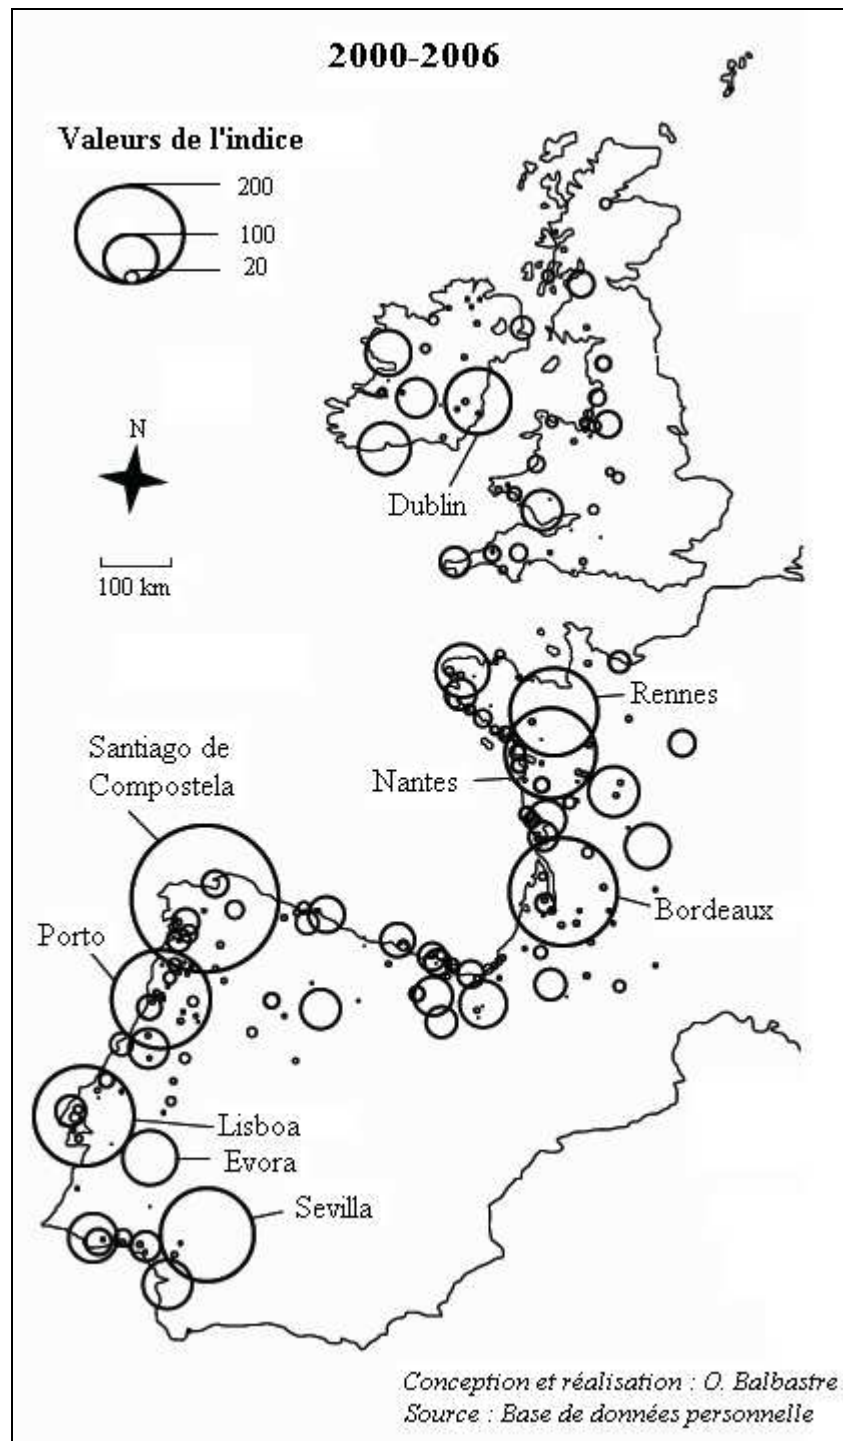 2000-2006
Valeurs de l'indice
200
100
20
N
100 km
Dublin
Rennes
Santiago de
Compostela
Nantes
Bordeaux
Porto
Lisboa
Evora
Sevilla
Conception et réalisation : O. Balbastre
Source : Base de données personnelle